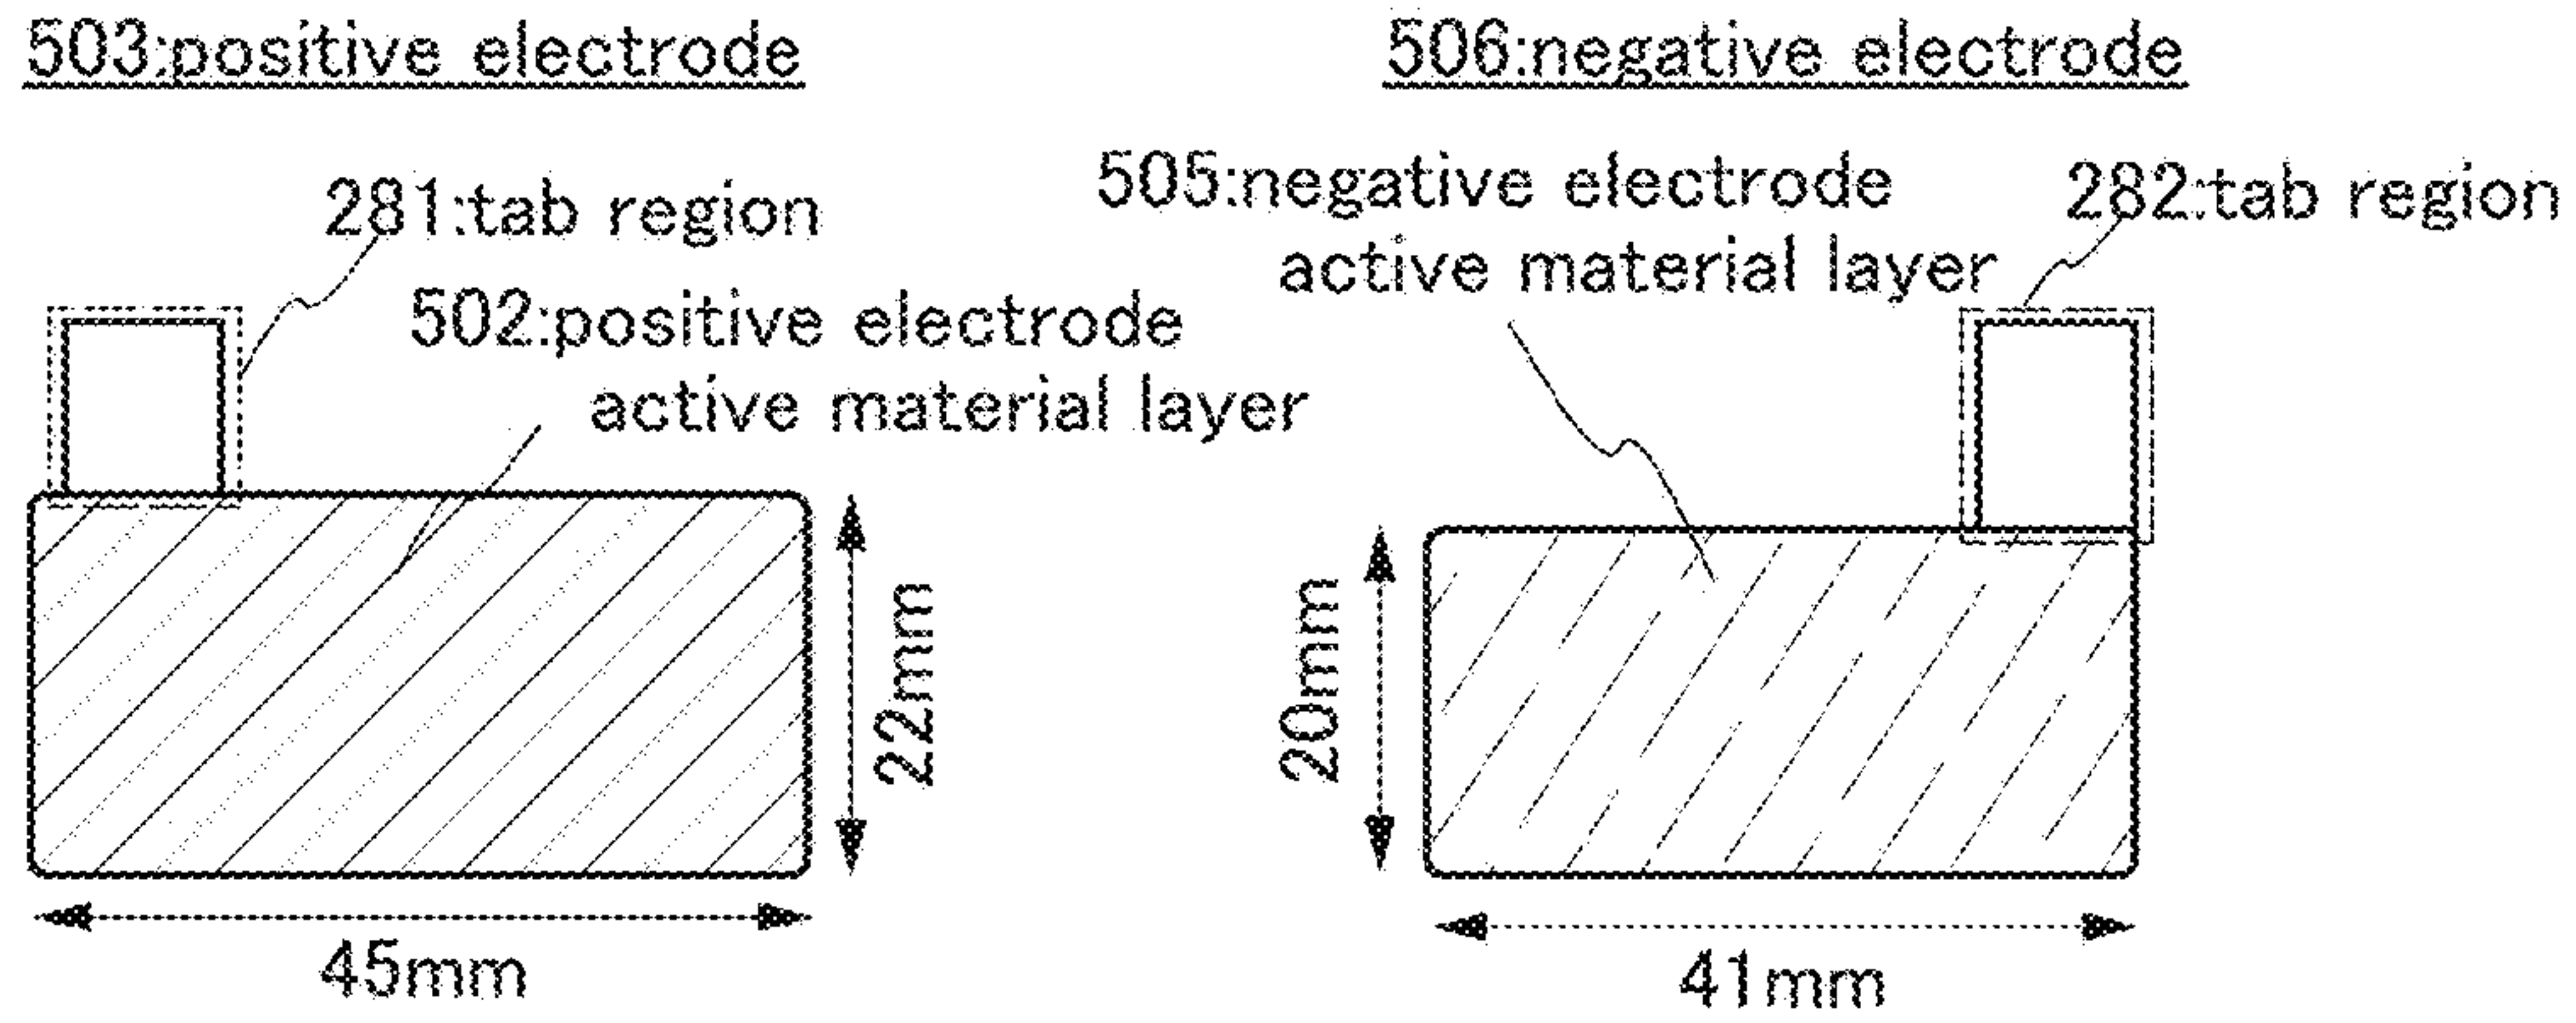 503:positive electrode
281:tab region
502:positive electrode
active material layer
22mm
45mm
506:negative electrode
505:negative electrode
active material layer
282:tab region
20mm
41mm